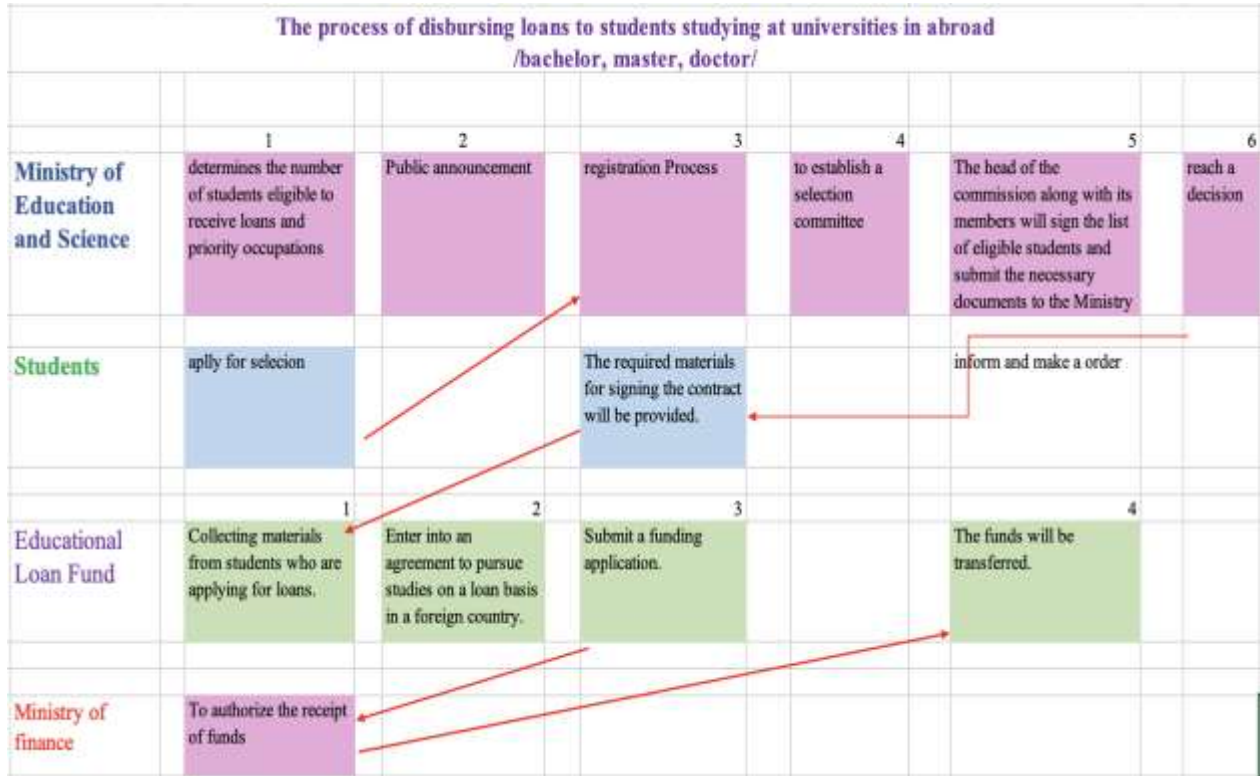 The process of disbursing loans to students studying at universities in abroad
/bachelor, master, doctor/
1
2
3
4
5
6
Ministry of
Education
and Science
determines the number
of students eligible to
receive loans and
priority occupations
Public announcement
registration Process
to establish a
selection
committee
The head of the
commission along with its
members will sign the list
of eligible students and
submit the necessary
documents to the Ministry
reach a
decision
Students
aplly for selecion
The required materials
for signing the contract
will be provided.
inform and make a order
1
2
3
4
Educational
Loan Fund
Collecting materials
from students who are
applying for loans.
Enter into an
agreement to pursue
studies on a loan basis
in a foreign country.
Submit a funding
application.
The funds will be
transferred.
Ministry of
finance
To authorize the receipt
of funds